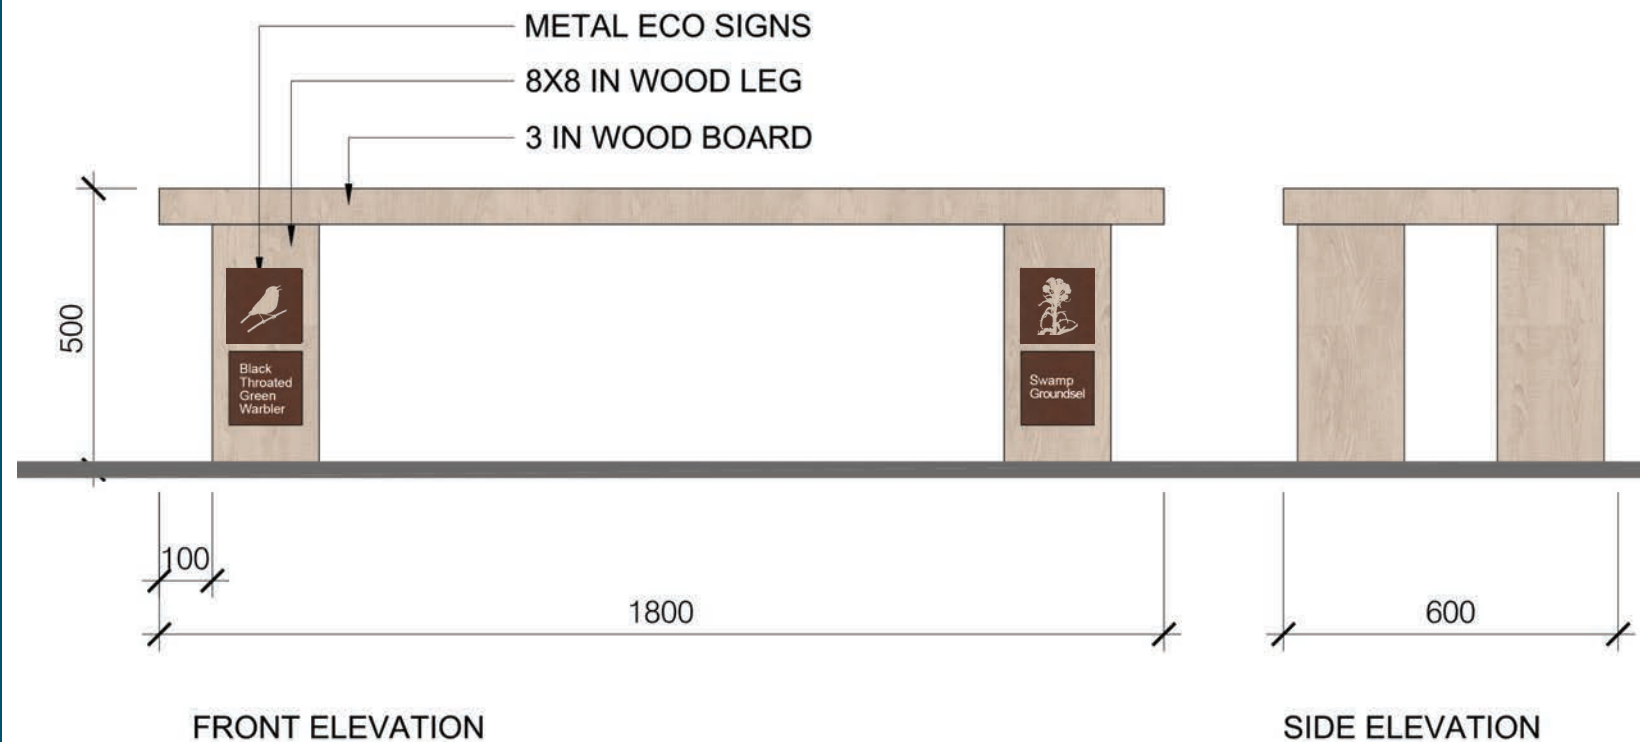 METAL ECO SIGNS
8X8 IN WOOD LEG
3 IN WOOD BOARD
500
Black
Throated
Green
Warbler
Swamp
Groundsel
100
1800
600
FRONT ELEVATION
SIDE ELEVATION